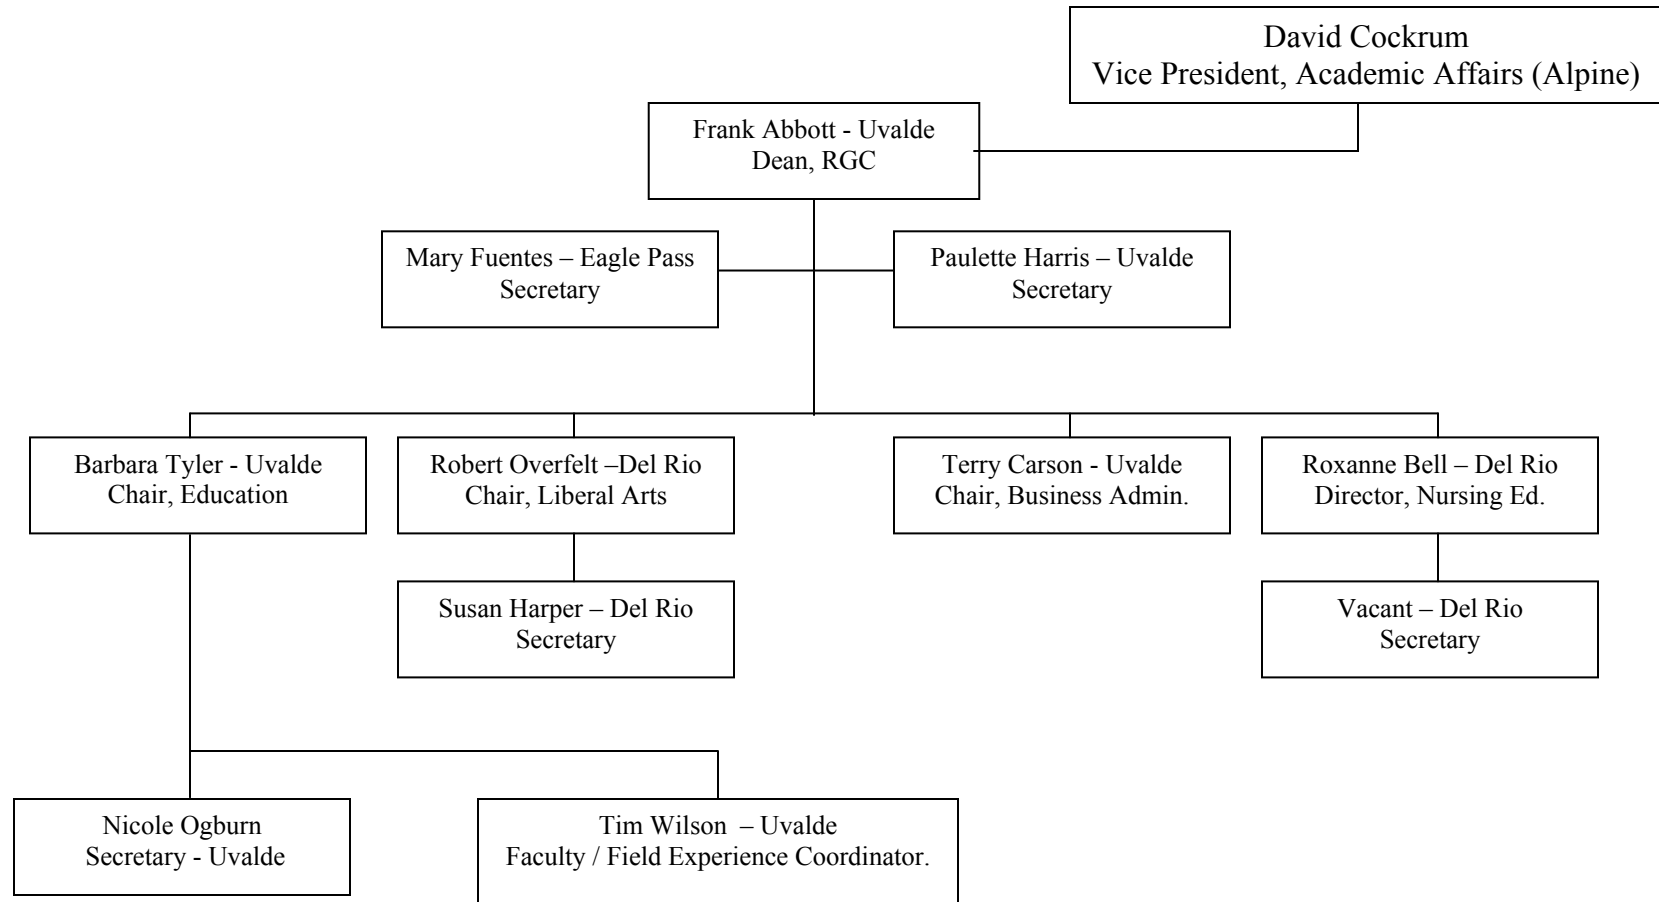 David Cockrum
Vice President, Academic Affairs (Alpine)
Frank Abbott - Uvalde
Dean, RGC
Mary Fuentes – Eagle Pass
Secretary
Paulette Harris – Uvalde
Secretary
Barbara Tyler - Uvalde
Chair, Education
Robert Overfelt –Del Rio
Chair, Liberal Arts
Terry Carson - Uvalde
Chair, Business Admin.
Roxanne Bell – Del Rio
Director, Nursing Ed.
Susan Harper – Del Rio
Secretary
Vacant – Del Rio
Secretary
Nicole Ogburn
Secretary - Uvalde
Tim Wilson – Uvalde
Faculty / Field Experience Coordinator.